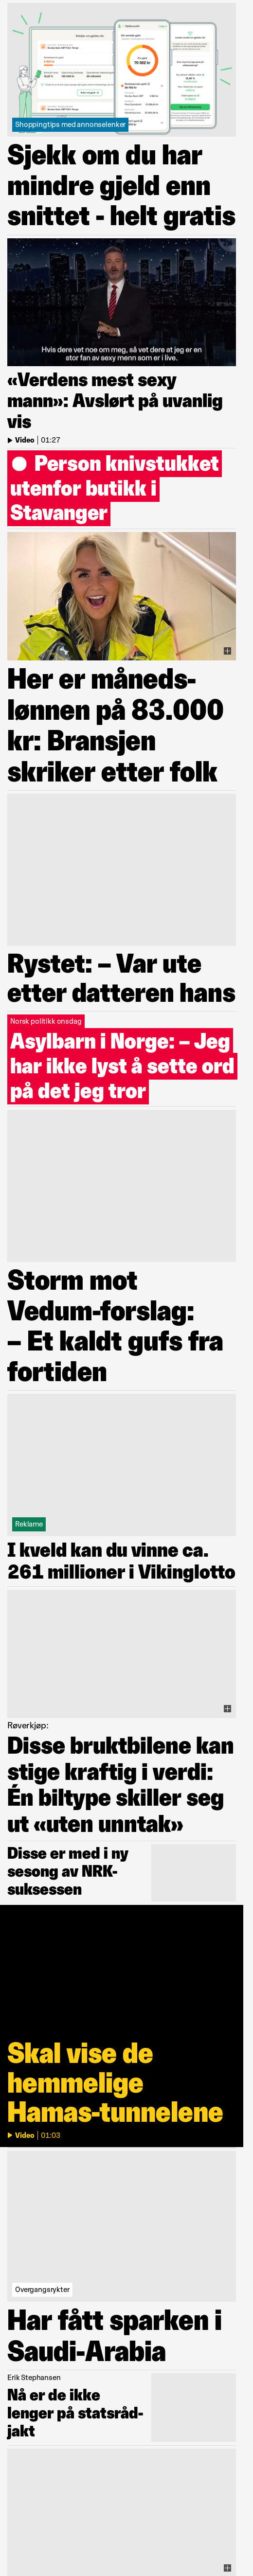 Shoppingtips med annonselenker
Sjekk om du har
mindre gjeld enn
snittet - helt gratis
Hvis dere vet noe om meg, så vet dere at jeg er en
stor fan av sexy menn som er i live.
«Verdens mest sexy
mann»: Avslørt på uvanlig
vis
Video | 01:27
Person knivstukket
utenfor butikk i
Stavanger
Her er måneds-
lønnen på 83.000
kr: Bransjen
skriker etter folk
Rystet: – Var ute
etter datteren hans
Norsk politikk onsdag
Asylbarn i Norge: – Jeg
har ikke lyst å sette ord
på det jeg tror
Storm mot
Vedum-forslag:
– Et kaldt gufs fra
fortiden
Reklame
I kveld kan du vinne ca.
261 millioner i Vikinglotto
Røverkjøp:
Disse bruktbilene kan
stige kraftig i verdi:
Én biltype skiller seg
ut «uten unntak»
Disse er med i ny
sesong av NRK-
suksessen
Skal vise de
hemmelige
Hamas-tunnelene
Video | 01:03
Overgangsrykter
Har fått sparken i
Saudi-Arabia
Erik Stephansen
Nå er de ikke
lenger på statsråd-
jakt